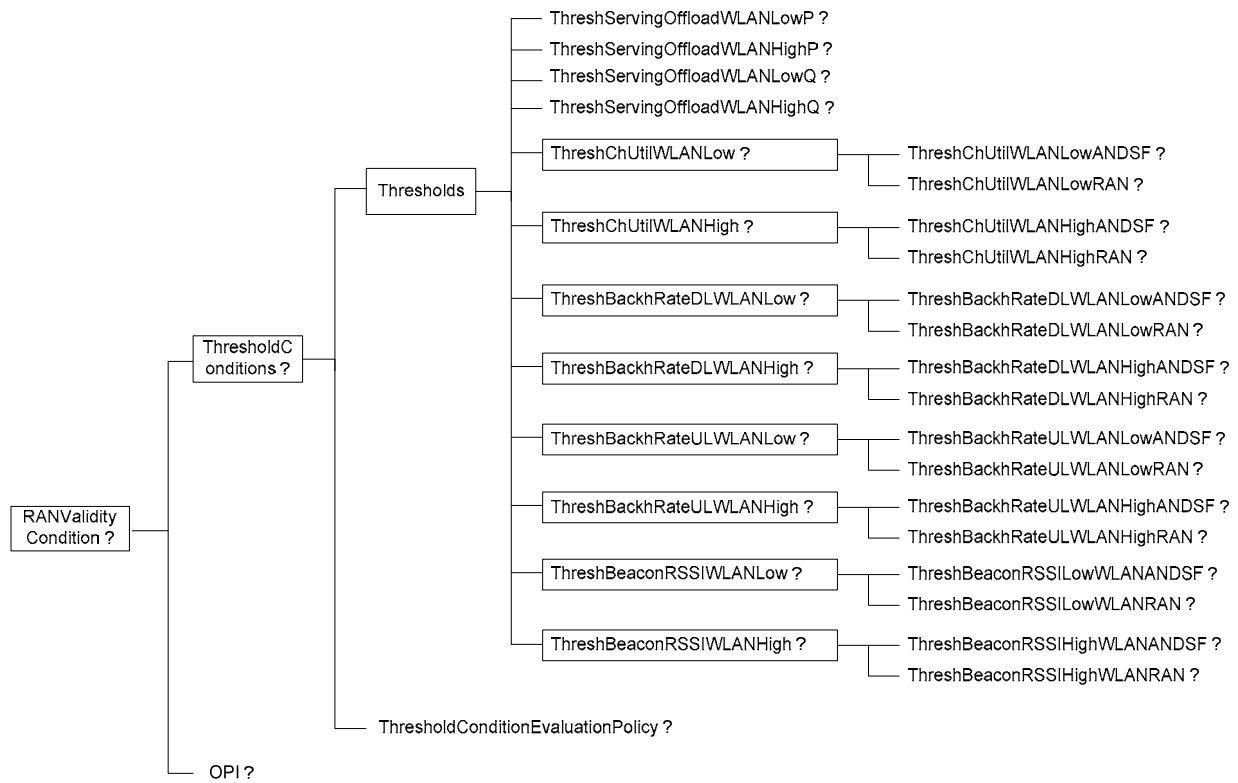 ThreshServingOffloadWLANLowP ?
ThreshServingOffloadWLANHighP ?
ThreshServingOffloadWLANLowQ ?
ThreshServingOffloadWLANHighQ ?
ThreshChUtilWLANLow ?
ThreshChUtilWLANLowANDSF ?
ThreshChUtilWLANLowRAN ?
Thresholds
ThreshChUtilWLANHigh ?
ThreshChUtilWLANHighANDSF ?
ThreshChUtilWLANHighRAN ?
ThreshBackhRateDLWLANLow ?
ThreshBackhRateDLWLANLowANDSF ?
ThreshBackhRateDLWLANLowRAN ?
ThresholdC
onditions ?
ThreshBackhRateDLWLANHigh ?
ThreshBackhRateDLWLANHighANDSF ?
ThreshBackhRateDLWLANHighRAN ?
ThreshBackhRateULWLANLow ?
ThreshBackhRateULWLANLowANDSF ?
ThreshBackhRateULWLANLowRAN ?
RANValidity
Condition ?
ThreshBackhRateULWLANHigh ?
ThreshBackhRateULWLANHighANDSF ?
ThreshBackhRateULWLANHighRAN ?
ThreshBeaconRSSIWLANLow ?
ThreshBeaconRSSILowWLANANDSF ?
ThreshBeaconRSSILowWLANRAN ?
ThreshBeaconRSSIWLANHigh ?
ThreshBeaconRSSIHighWLANANDSF ?
ThreshBeaconRSSIHighWLANRAN ?
ThresholdConditionEvaluationPolicy ?
OPI ?